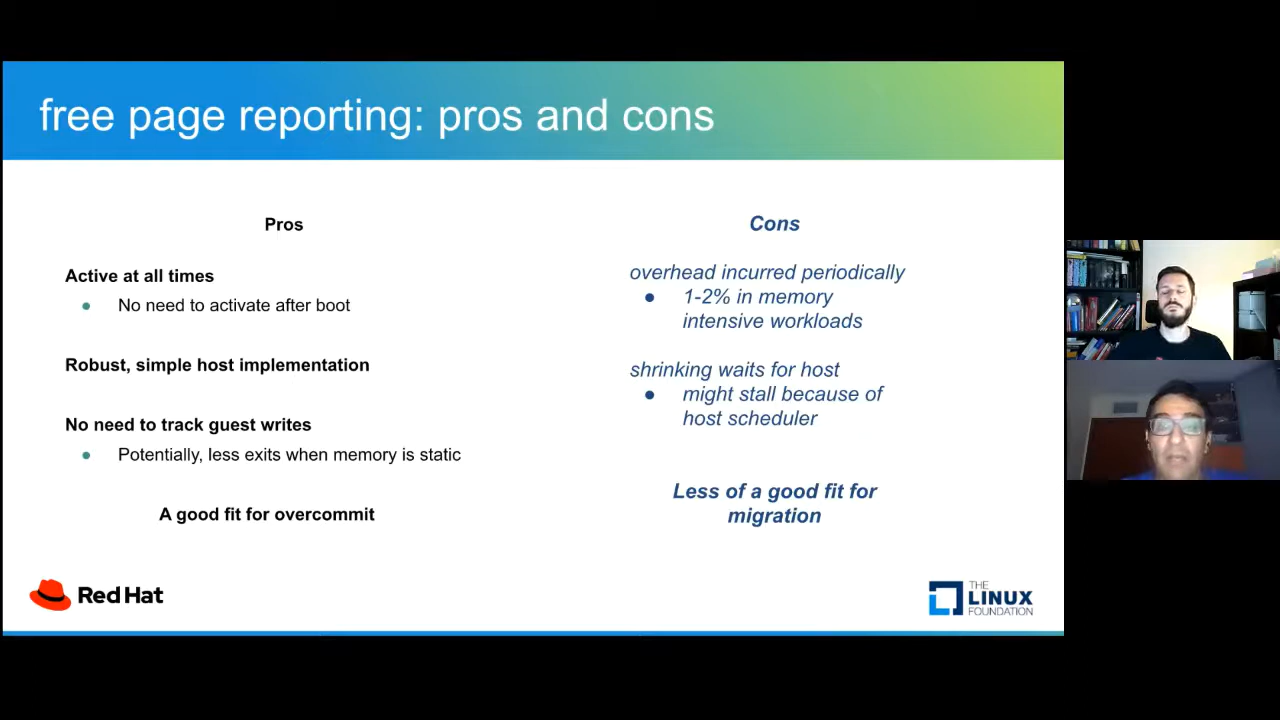 free page reporting: pros and cons
Pros
Active at all times
● No need to activate after boot
Robust, simple host implementation
No need to track guest writes
● Potentially, less exits when memory is static
A good fit for overcommit
Cons
overhead incurred periodically
● 1-2% in memory
intensive workloads
shrinking waits for host
● might stall because of
host scheduler
Less of a good fit for
migration
Red Hat
THE
LINUX
FOUNDATION